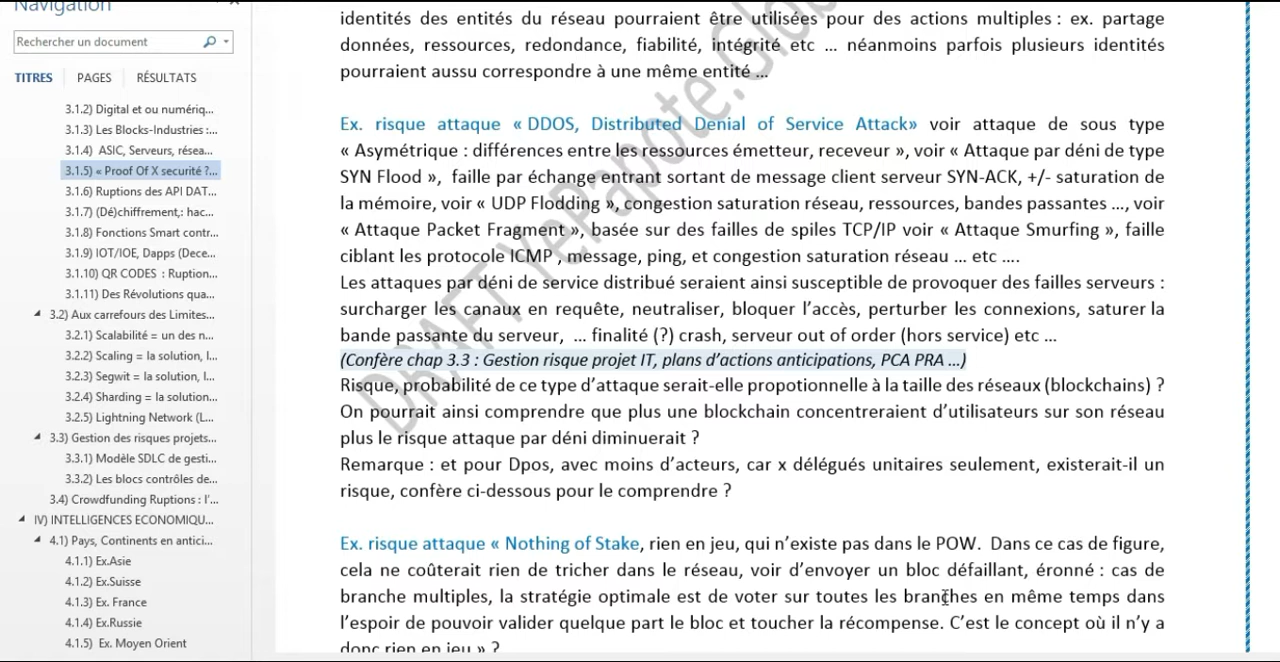 Navigation
Rechercher un document
TITRES PAGES RÉSULTATS
3.1.2) Digital et ou numériq...
3.1.3) Les Blocks-Industries :...
3.1.4) ASIC, Serveurs, résea...
3.1.5) « Proof Of X securité ?...
3.1.6) Ruptions des API DAT...
3.1.7) (Dé)chiffrement,: hac...
3.1.8) Fonctions Smart contr...
3.1.9) IOT/IOE, Dapps (Dece...
3.1.10) QR CODES : Ruption...
3.1.11) Des Révolutions qua...
3.2) Aux carrefours des Limites...
3.2.1) Scalabilité = un des n...
3.2.2) Scaling = la solution, l...
3.2.3) Segwit = la solution, l...
3.2.4) Sharding = la solution...
3.2.5) Lightning Network (L...
3.3) Gestion des risques projets...
3.3.1) Modèle SDLC de gesti...
3.3.2) Les blocs contrôles de...
3.4) Crowdfunding Ruptions : l'...
IV) INTELLIGENCES ECONOMIQU...
4.1) Pays, Continents en antici...
4.1.1) Ex.Asie
4.1.2) Ex.Suisse
4.1.3) Ex. France
4.1.4) Ex.Russie
4.1.5) Ex. Moyen Orient
identités des entités du réseau pourraient être utilisées pour des actions multiples : ex. partage
données, ressources, redondance, fiabilité, intégrité etc ... néanmoins parfois plusieurs identités
pourraient aussu correspondre à une même entité ...
Ex. risque attaque « DDOS, Distributed Denial of Service Attack» voir attaque de sous type
« Asymétrique : différences entre les ressources émetteur, receveur », voir « Attaque par déni de type
SYN Flood », faille par échange entrant sortant de message client serveur SYN-ACK, +/- saturation de
la mémoire, voir « UDP Flodding », congestion saturation réseau, ressources, bandes passantes ..., voir
« Attaque Packet Fragment », basée sur des failles de spiles TCP/IP voir « Attaque Smurfing », faille
ciblant les protocole ICMP , message, ping, et congestion saturation réseau ... etc ....
Les attaques par déni de service distribué seraient ainsi susceptible de provoquer des failles serveurs :
surcharger les canaux en requête, neutraliser, bloquer l'accès, perturber les connexions, saturer la
bande passante du serveur, ... finalité (?) crash, serveur out of order (hors service) etc ...
(Confère chap 3.3 : Gestion risque projet IT, plans d'actions anticipations, PCA PRA ...)
Risque, probabilité de ce type d'attaque serait-elle propotionnelle à la taille des réseaux (blockchains) ?
On pourrait ainsi comprendre que plus une blockchain concentreraient d'utilisateurs sur son réseau
plus le risque attaque par déni diminuerait ?
Remarque : et pour Dpos, avec moins d'acteurs, car x délégués unitaires seulement, existerait-il un
risque, confère ci-dessous pour le comprendre ?
Ex. risque attaque « Nothing of Stake, rien en jeu, qui n'existe pas dans le POW. Dans ce cas de figure,
cela ne coûterait rien de tricher dans le réseau, voir d'envoyer un bloc défaillant, éronné : cas de
branche multiples, la stratégie optimale est de voter sur toutes les branches en même temps dans
l'espoir de pouvoir valider quelque part le bloc et toucher la récompense. C'est le concept où il n'y a
donc rien en jeu » ?
DRAFT YePapote.Glo